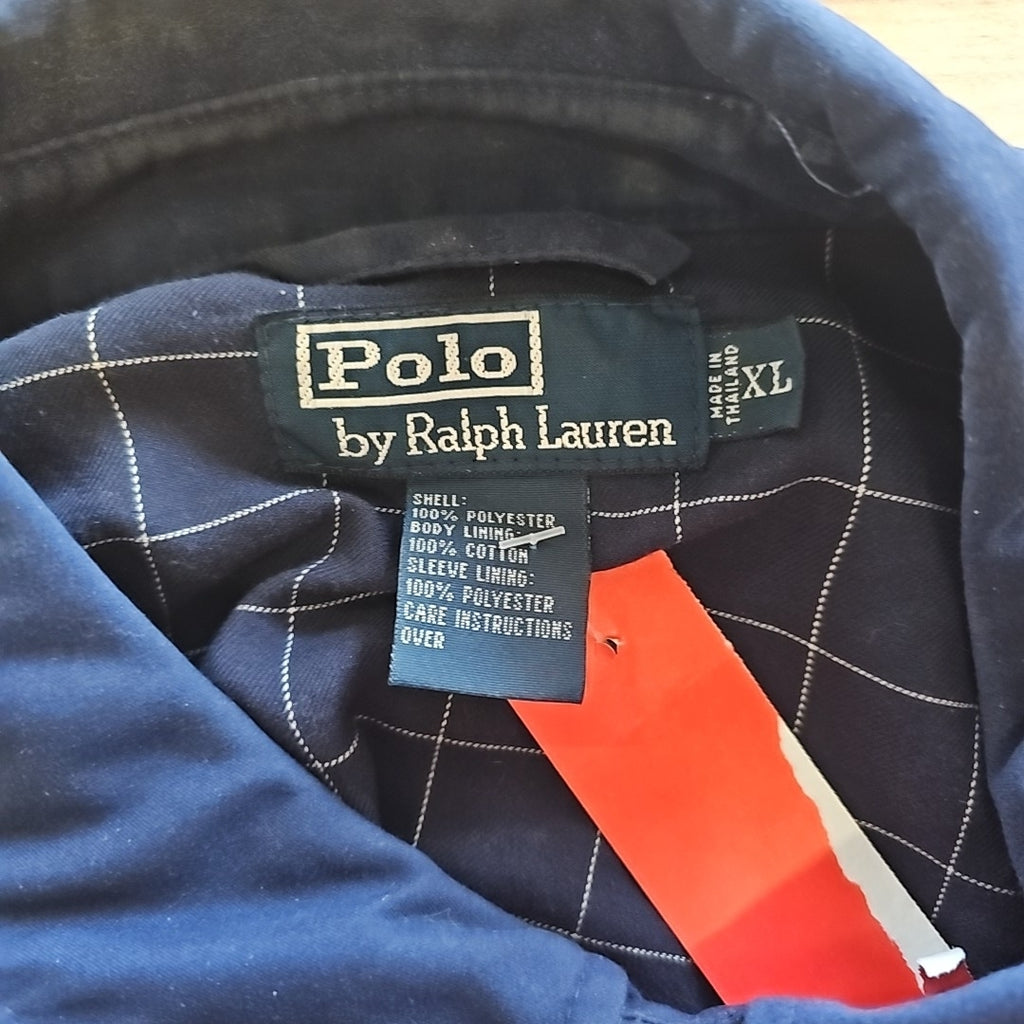 Polo
by Ralph Lauren
MADE IN
THAILAND
XL
SHELL:
100% POLYESTER
BODY LINING:
100% COTTON
SLEEVE LINING:
100% POLYESTER
CARE INSTRUCTIONS
OVER